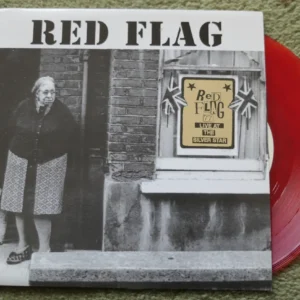 RED FLAG
RED
FLAG
LIVE AT
THE
SILVER STAR